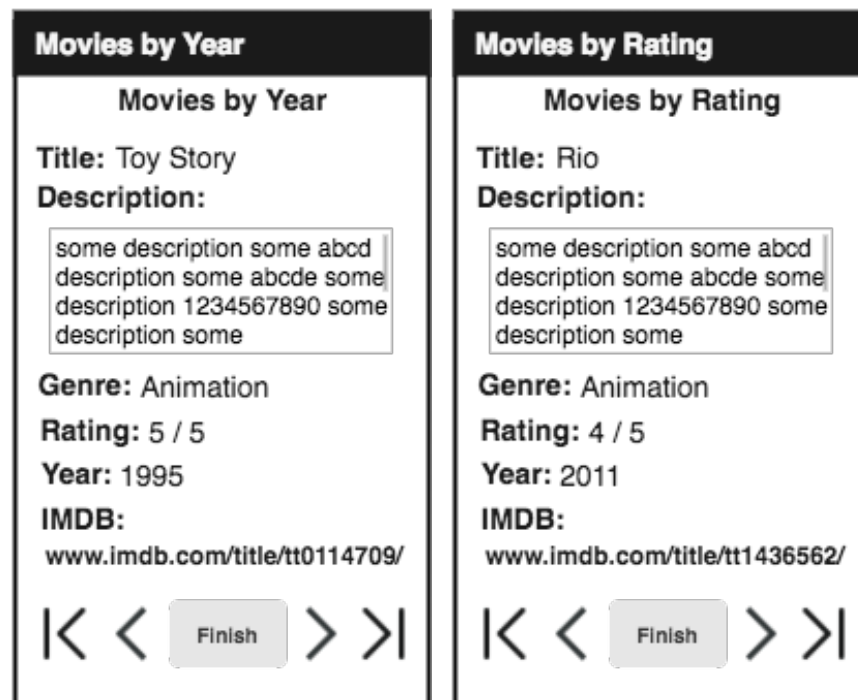 Movies by Year
Movies by Year
Title: Toy Story
Description:
some description some abcd
description some abcde some
description 1234567890 some
description some
Genre: Animation
Rating: 5 / 5
Year: 1995
IMDB:
www.imdb.com/title/tt0114709/
Finish
Movies by Rating
Movies by Rating
Title: Rio
Description:
some description some abcd
description some abcde some
description 1234567890 some
description some
Genre: Animation
Rating: 4 / 5
Year: 2011
IMDB:
www.imdb.com/title/tt1436562/
Finish